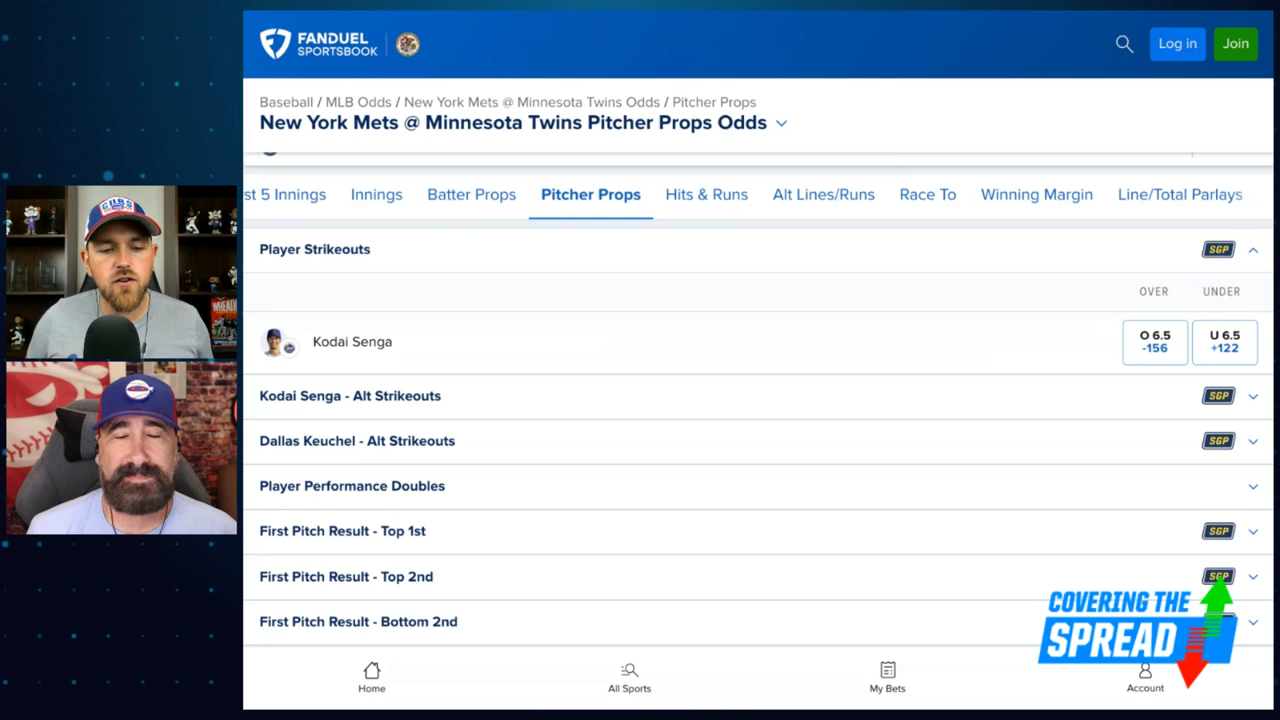 FANDUEL
SPORTSBOOK
Log in
Join
Baseball / MLB Odds / New York Mets @ Minnesota Twins Odds / Pitcher Props
New York Mets @ Minnesota Twins Pitcher Props Odds
st 5 Innings Innings Batter Props Pitcher Props Hits & Runs Alt Lines/Runs Race To Winning Margin Line/Total Parlays
Player Strikeouts SGP
OVER UNDER
Kodai Senga
O 6.5 U 6.5
-156 +122
Kodai Senga - Alt Strikeouts SGP
Dallas Keuchel - Alt Strikeouts SGP
Player Performance Doubles
First Pitch Result - Top 1st SGP
First Pitch Result - Top 2nd SGP
First Pitch Result - Bottom 2nd
COVERING THE
SPREAD
Home All Sports My Bets Account
CUBS
WHEATIES